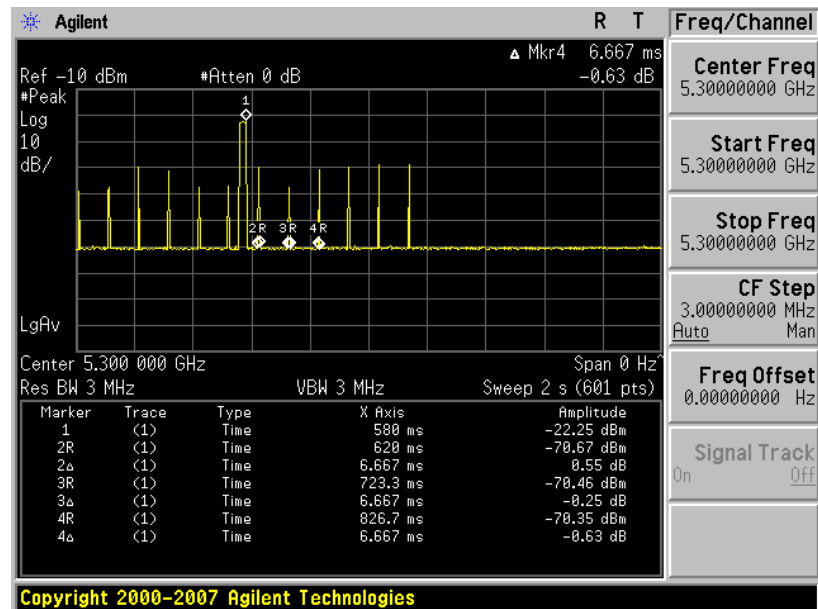 Agilent R T
▵ Mkr4 6.667 ms
Ref -10 dBm #Atten 0 dB -0.63 dB
#Peak
Log
10
dB/
1
2R 3R 4R
LgAv
Center 5.300 000 GHz Span 0 Hz^
Res BW 3 MHz VBW 3 MHz Sweep 2 s (601 pts)
Marker Trace Type X Axis Amplitude
1 (1) Time 580 ms -22.25 dBm
2R (1) Time 620 ms -70.67 dBm
2▵ (1) Time 6.667 ms 0.55 dB
3R (1) Time 723.3 ms -70.46 dBm
3▵ (1) Time 6.667 ms -0.25 dB
4R (1) Time 826.7 ms -70.35 dBm
4▵ (1) Time 6.667 ms -0.63 dB
Copyright 2000-2007 Agilent Technologies
Freq/Channel
Center Freq
5.30000000 GHz
Start Freq
5.30000000 GHz
Stop Freq
5.30000000 GHz
CF Step
3.00000000 MHz
Auto Man
Freq Offset
0.00000000 Hz
Signal Track
On Off